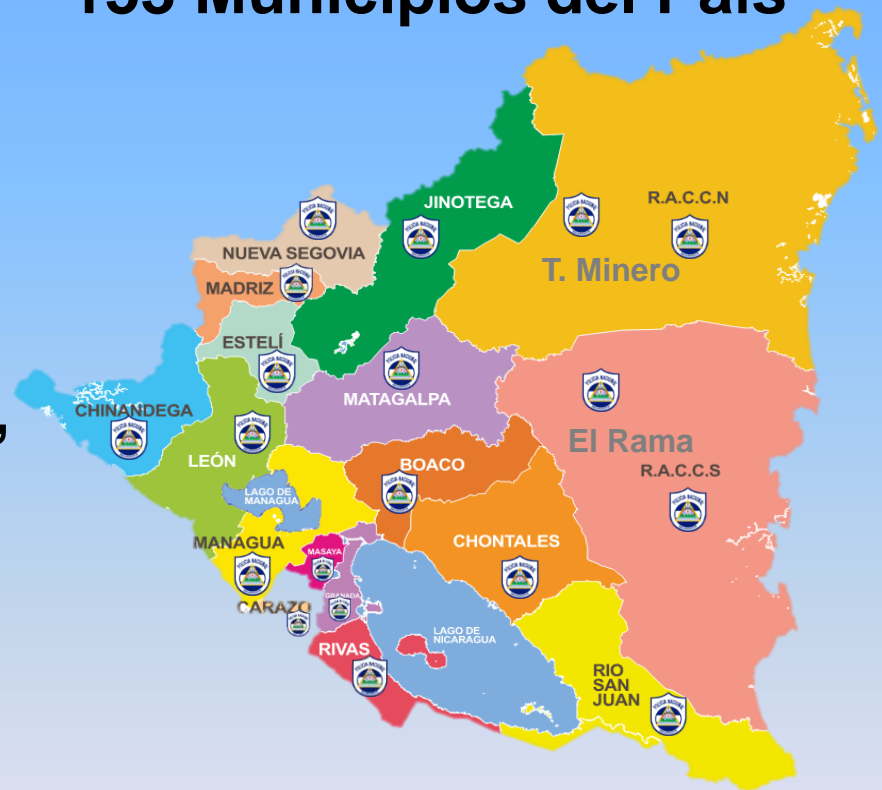 153 Municipios del País
JINOTEGA
R.A.C.C.N
NUEVA SEGOVIA
T. Minero
MADRIZ
ESTELÍ
MATAGALPA
CHINANDEGA
,
El Rama
LEÓN
BOACO
R.A.C.C.S
LAGO DE
MANAGUA
MANAGUA
CHONTALES
MASAYA
GRANADA
CARAZO
LAGO DE
NICARAGUA
RIVAS
RIO
SAN
JUAN